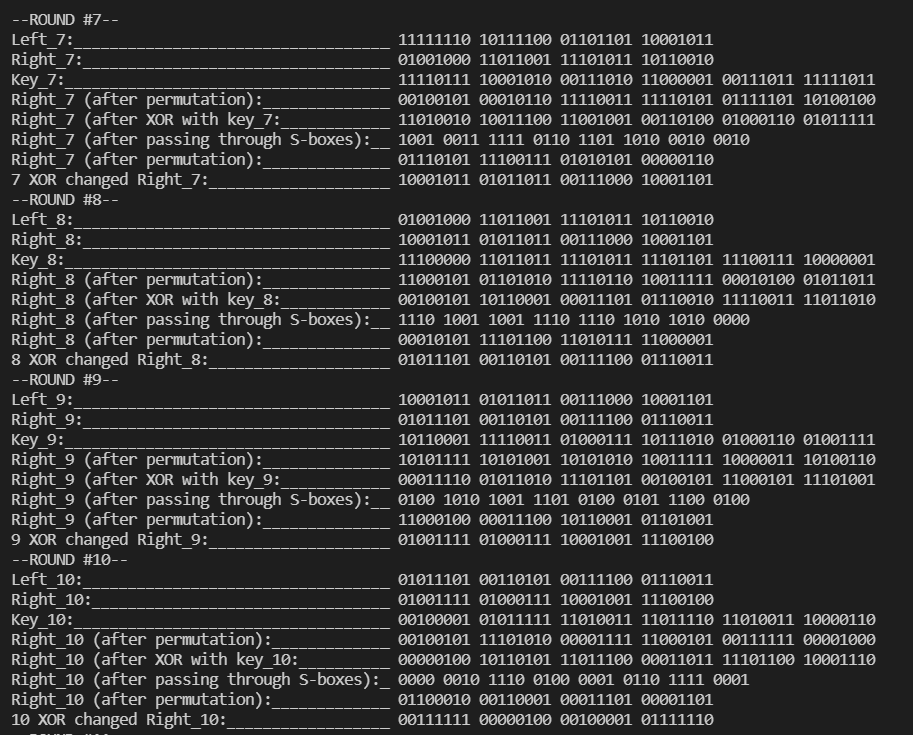 --ROUND #7--
Left_7:___________________________________ 11111110 10111100 01101101 10001011
Right_7:__________________________________ 01001000 11011001 11101011 10110010
Key_7:____________________________________ 11110111 10001010 00111010 11000001 00111011 11111011
Right_7 (after permutation):______________ 00100101 00010110 11110011 11110101 01111101 10100100
Right_7 (after XOR with key_7:____________ 11010010 10011100 11001001 00110100 01000110 01011111
Right_7 (after passing through S-boxes):__ 1001 0011 1111 0110 1101 1010 0010 0010
Right_7 (after permutation):______________ 01110101 11100111 01010101 00000110
7 XOR changed Right_7:____________________ 10001011 01011011 00111000 10001101
--ROUND #8--
Left_8:___________________________________ 01001000 11011001 11101011 10110010
Right_8:__________________________________ 10001011 01011011 00111000 10001101
Key_8:____________________________________ 11100000 11011011 11101011 11101101 11100111 10000001
Right_8 (after permutation):______________ 11000101 01101010 11110110 10011111 00010100 01011011
Right_8 (after XOR with key_8:____________ 00100101 10110001 00011101 01110010 11110011 11011010
Right_8 (after passing through S-boxes):__ 1110 1001 1001 1110 1110 1010 1010 0000
Right_8 (after permutation):______________ 00010101 11101100 11010111 11000001
8 XOR changed Right_8:____________________ 01011101 00110101 00111100 01110011
--ROUND #9--
Left_9:___________________________________ 10001011 01011011 00111000 10001101
Right_9:__________________________________ 01011101 00110101 00111100 01110011
Key_9:____________________________________ 10110001 11110011 01000111 10111010 01000110 01001111
Right_9 (after permutation):______________ 10101111 10101001 10101010 10011111 10000011 10100110
Right_9 (after XOR with key_9:____________ 00011110 01011010 11101101 00100101 11000101 11101001
Right_9 (after passing through S-boxes):__ 0100 1010 1001 1101 0100 0101 1100 0100
Right_9 (after permutation):______________ 11000100 00011100 10110001 01101001
9 XOR changed Right_9:____________________ 01001111 01000111 10001001 11100100
--ROUND #10--
Left_10:__________________________________ 01011101 00110101 00111100 01110011
Right_10:_________________________________ 01001111 01000111 10001001 11100100
Key_10:___________________________________ 00100001 01011111 11010011 11011110 11010011 10000110
Right_10 (after permutation):_____________ 00100101 11101010 00001111 11000101 00111111 00001000
Right_10 (after XOR with key_10:__________ 00000100 10110101 11011100 00011011 11101100 10001110
Right_10 (after passing through S-boxes):_ 0000 0010 1110 0100 0001 0110 1111 0001
Right_10 (after permutation):_____________ 01100010 00110001 00011101 00001101
10 XOR changed Right_10:__________________ 00111111 00000100 00100001 01111110